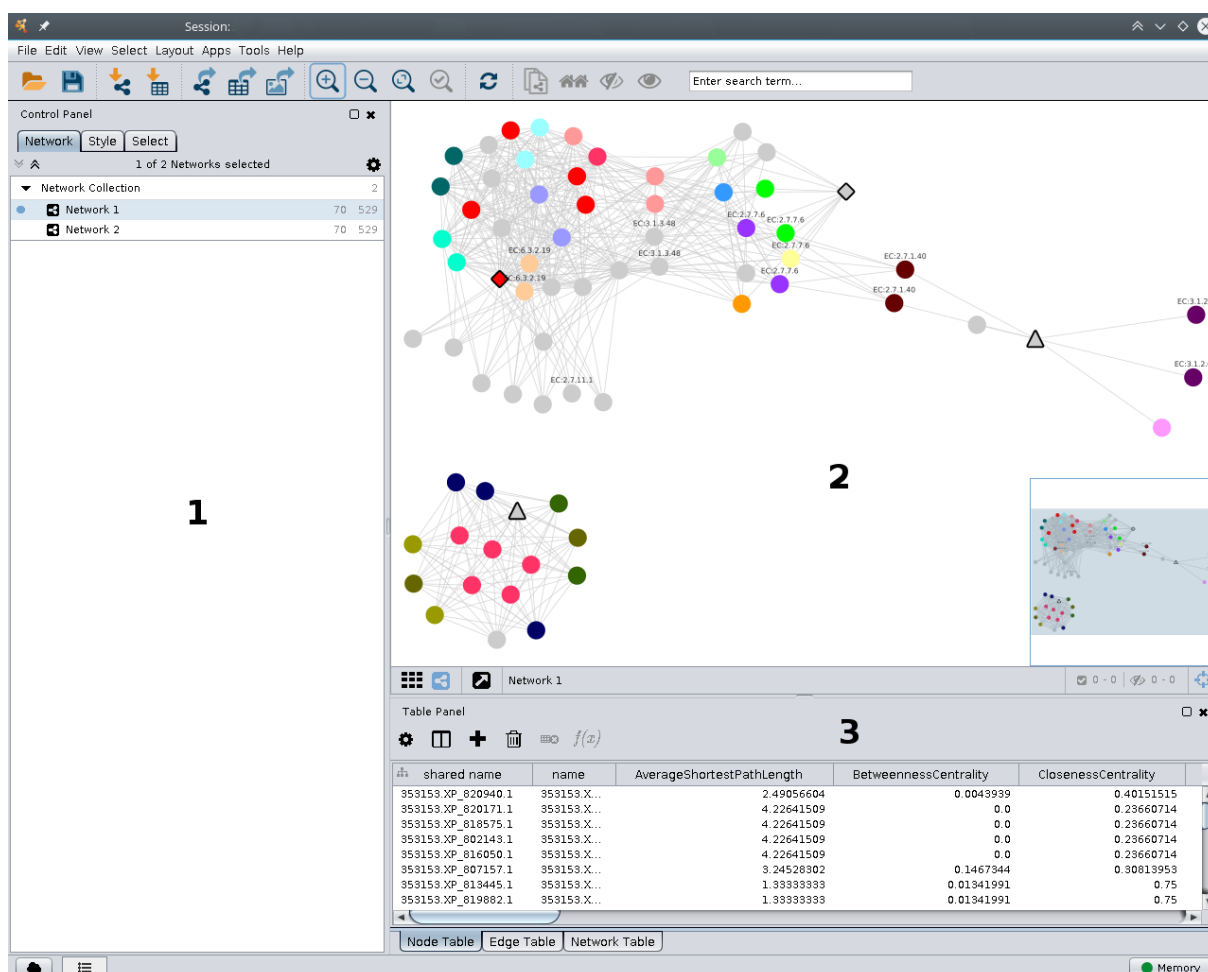 Session:
File Edit View Select Layout Apps Tools Help
Enter search term...
Control Panel
Network Style Select
1 of 2 Networks selected
Network Collection 2
Network 1 70 529
Network 2 70 529
1
EC:3.1.3.48
EC:2.7.7.6
EC:2.7.7.6
EC:6.3.2.19
EC:3.1.3.48
EC:2.7.7.6
EC:2.7.1.40
EC:6.3.2.19
EC:2.7.7.6
EC:2.7.1.40
EC:3.1.2
EC:3.1.2.
EC:2.7.11.1
2
Network 1
0 - 0
0 - 0
Table Panel
3
f(x)
shared name name AverageShortestPathLength BetweennessCentrality ClosenessCentrality
353153.XP_820940.1 353153.X... 2.49056604 0.0043939 0.40151515
353153.XP_820171.1 353153.X... 4.22641509 0.0 0.23660714
353153.XP_818575.1 353153.X... 4.22641509 0.0 0.23660714
353153.XP_802143.1 353153.X... 4.22641509 0.0 0.23660714
353153.XP_816050.1 353153.X... 4.22641509 0.0 0.23660714
353153.XP_807157.1 353153.X... 3.24528302 0.1467344 0.30813953
353153.XP_813445.1 353153.X... 1.33333333 0.01341991 0.75
353153.XP_819882.1 353153.X... 1.33333333 0.01341991 0.75
Node Table Edge Table Network Table
Memory